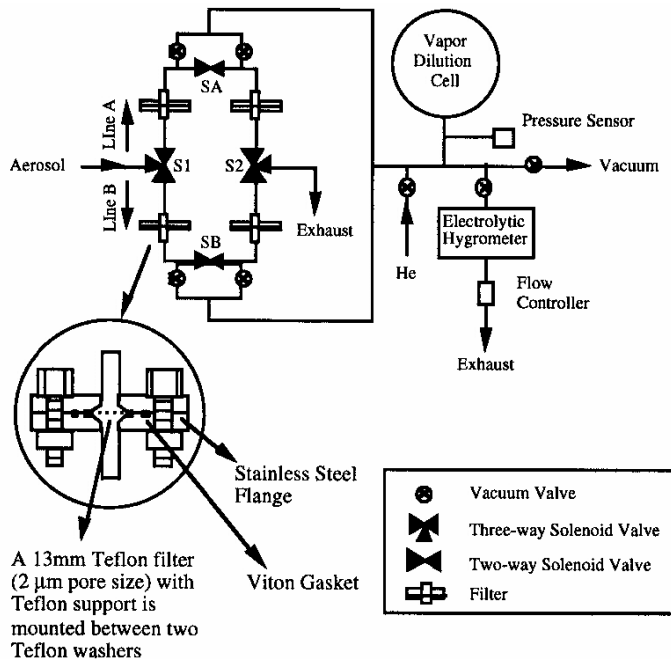 Vapor
Dilution
Cell
Pressure Sensor
SA
LIne A
Aerosol
S1
S2
Vacuum
LIne B
Exhaust
SB
Electrolytic
Hygrometer
He
Flow
Controller
Exhaust
Stainless Steel
Flange
Viton Gasket
A 13mm Teflon filter
(2 µm pore size) with
Teflon support is
mounted between two
Teflon washers
Vacuum Valve
Three-way Solenoid Valve
Two-way Solenoid Valve
Filter